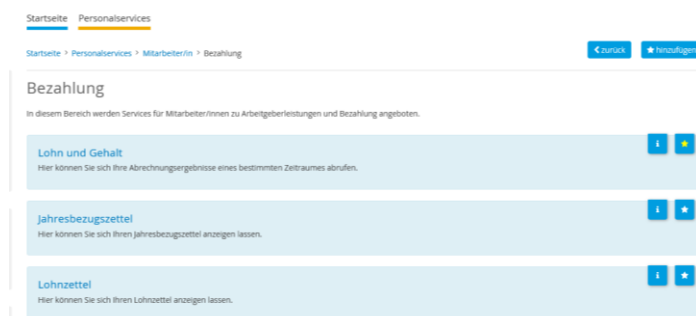 Startseite Personalservices
Startseite > Personalservices > Mitarbeiter/in > Bezahlung
zurück hinzufügen
Bezahlung
In diesem Bereich werden Services für Mitarbeiter/innen zu Arbeitgeberleistungen und Bezahlung angeboten.
Lohn und Gehalt
Hier können Sie sich Ihre Abrechnungsergebnisse eines bestimmten Zeitraumes abrufen.
Jahresbezugszettel
Hier können Sie sich Ihren Jahresbezugszettel anzeigen lassen.
Lohnzettel
Hier können Sie sich Ihren Lohnzettel anzeigen lassen.